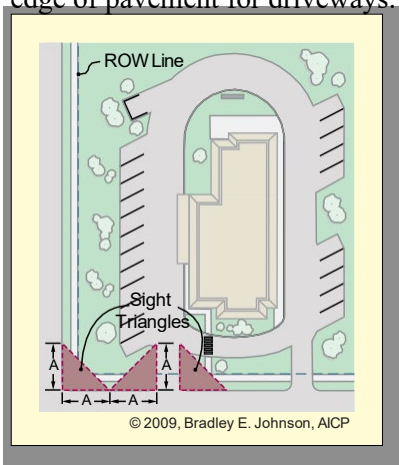 edge of pavement for driveways.
ROW Line
Sight
Triangles
A
A
A
A
© 2009, Bradley E. Johnson, AICP